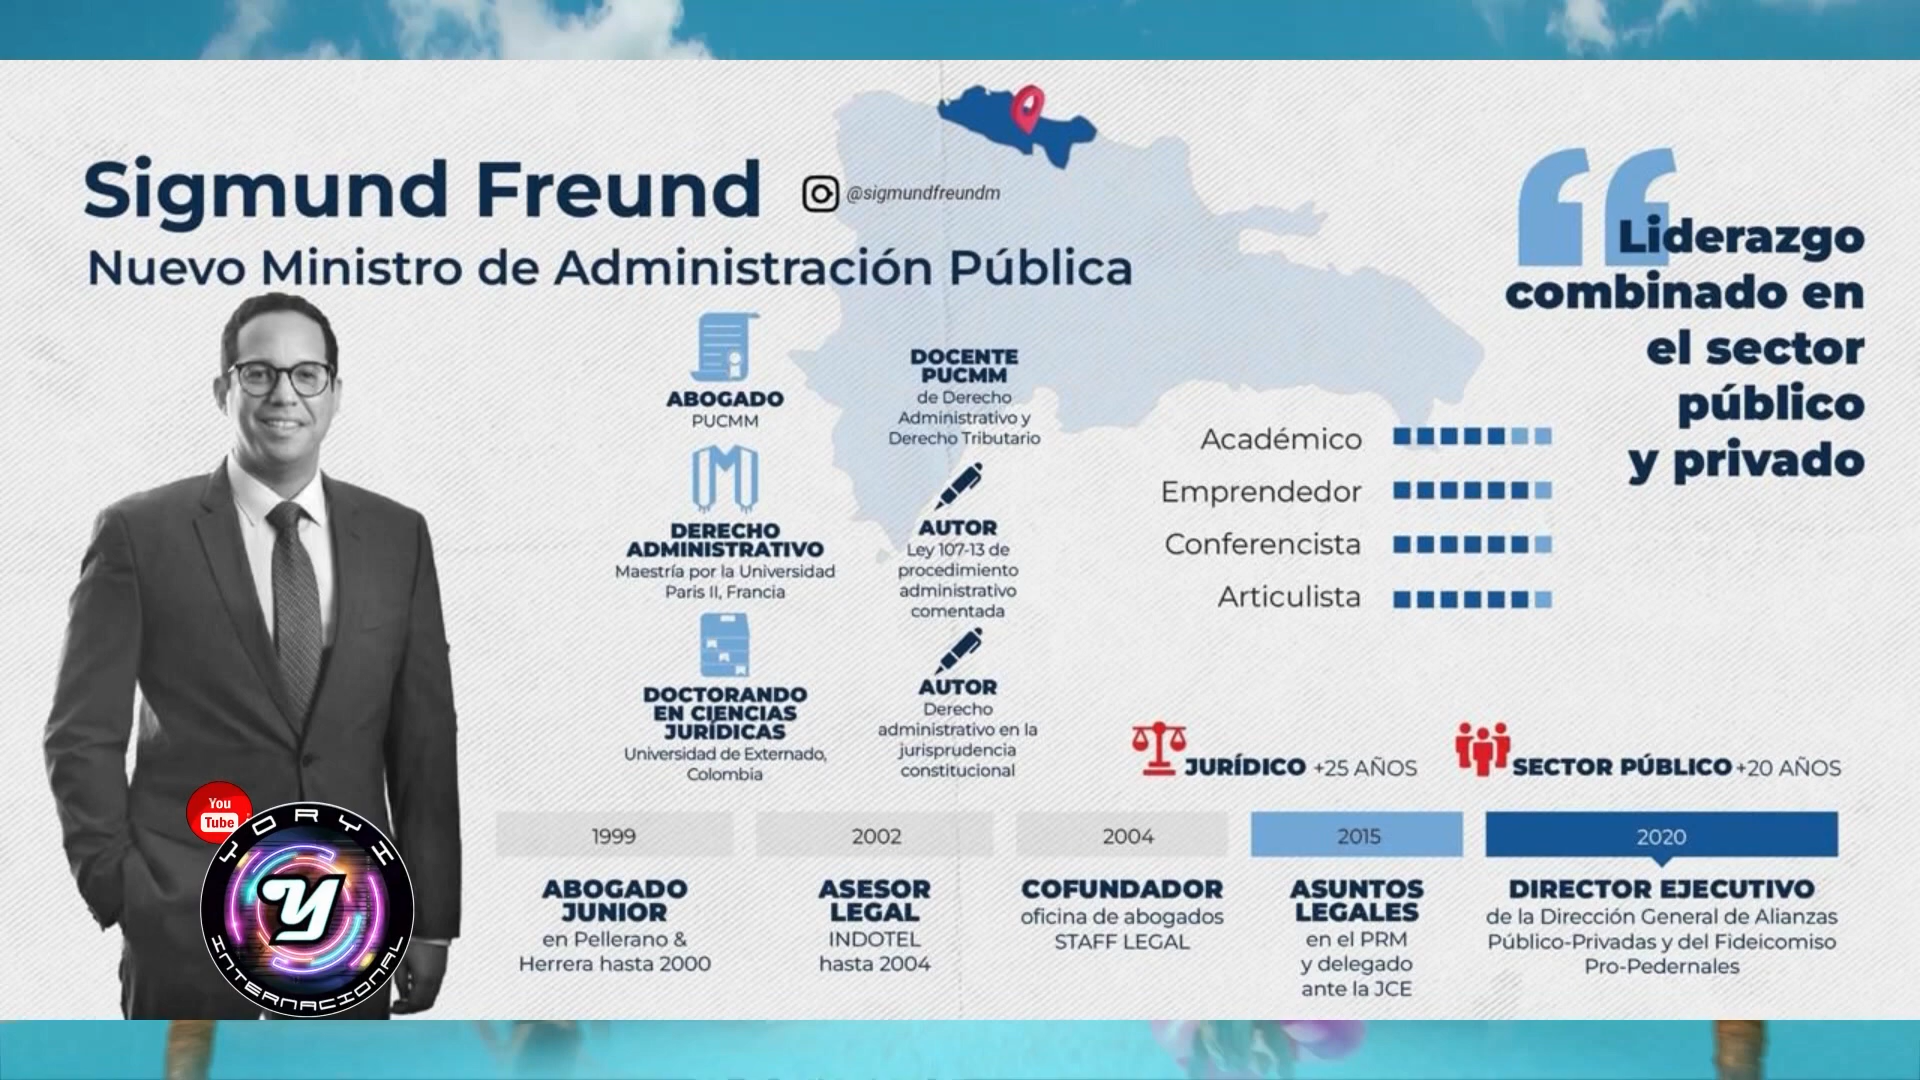 Sigmund Freund
@sigmundfreundm
Nuevo Ministro de Administración Pública
Liderazgo
combinado en
el sector
público
y privado
ABOGADO
PUCMM
DERECHO
ADMINISTRATIVO
Maestría por la Universidad
Paris II, Francia
DOCTORANDO
EN CIENCIAS
JURÍDICAS
Universidad de Externado,
Colombia
DOCENTE
PUCMM
de Derecho
Administrativo y
Derecho Tributario
AUTOR
Ley 107-13 de
procedimiento
administrativo
comentada
AUTOR
Derecho
administrativo en la
jurisprudencia
constitucional
Académico
Emprendedor
Conferencista
Articulista
JURÍDICO +25 AÑOS
SECTOR PÚBLICO +20 AÑOS
1999
ABOGADO
JUNIOR
en Pellerano &
Herrera hasta 2000
2002
ASESOR
LEGAL
INDOTEL
hasta 2004
2004
COFUNDADOR
oficina de abogados
STAFF LEGAL
2015
ASUNTOS
LEGALES
en el PRM
y delegado
ante la JCE
2020
DIRECTOR EJECUTIVO
de la Dirección General de Alianzas
Público-Privadas y del Fideicomiso
Pro-Pedernales
You
Tube
YORYI
Y
INTERNACIONAL